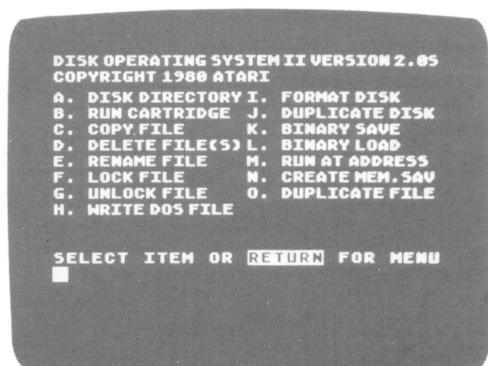 DISK OPERATING SYSTEM II VERSION 2.0S
COPYRIGHT 1980 ATARI
A. DISK DIRECTORY I. FORMAT DISK
B. RUN CARTRIDGE J. DUPLICATE DISK
C. COPY FILE K. BINARY SAVE
D. DELETE FILE(S) L. BINARY LOAD
E. RENAME FILE M. RUN AT ADDRESS
F. LOCK FILE N. CREATE MEM.SAV
G. UNLOCK FILE O. DUPLICATE FILE
H. WRITE DOS FILE
SELECT ITEM OR RETURN FOR MENU